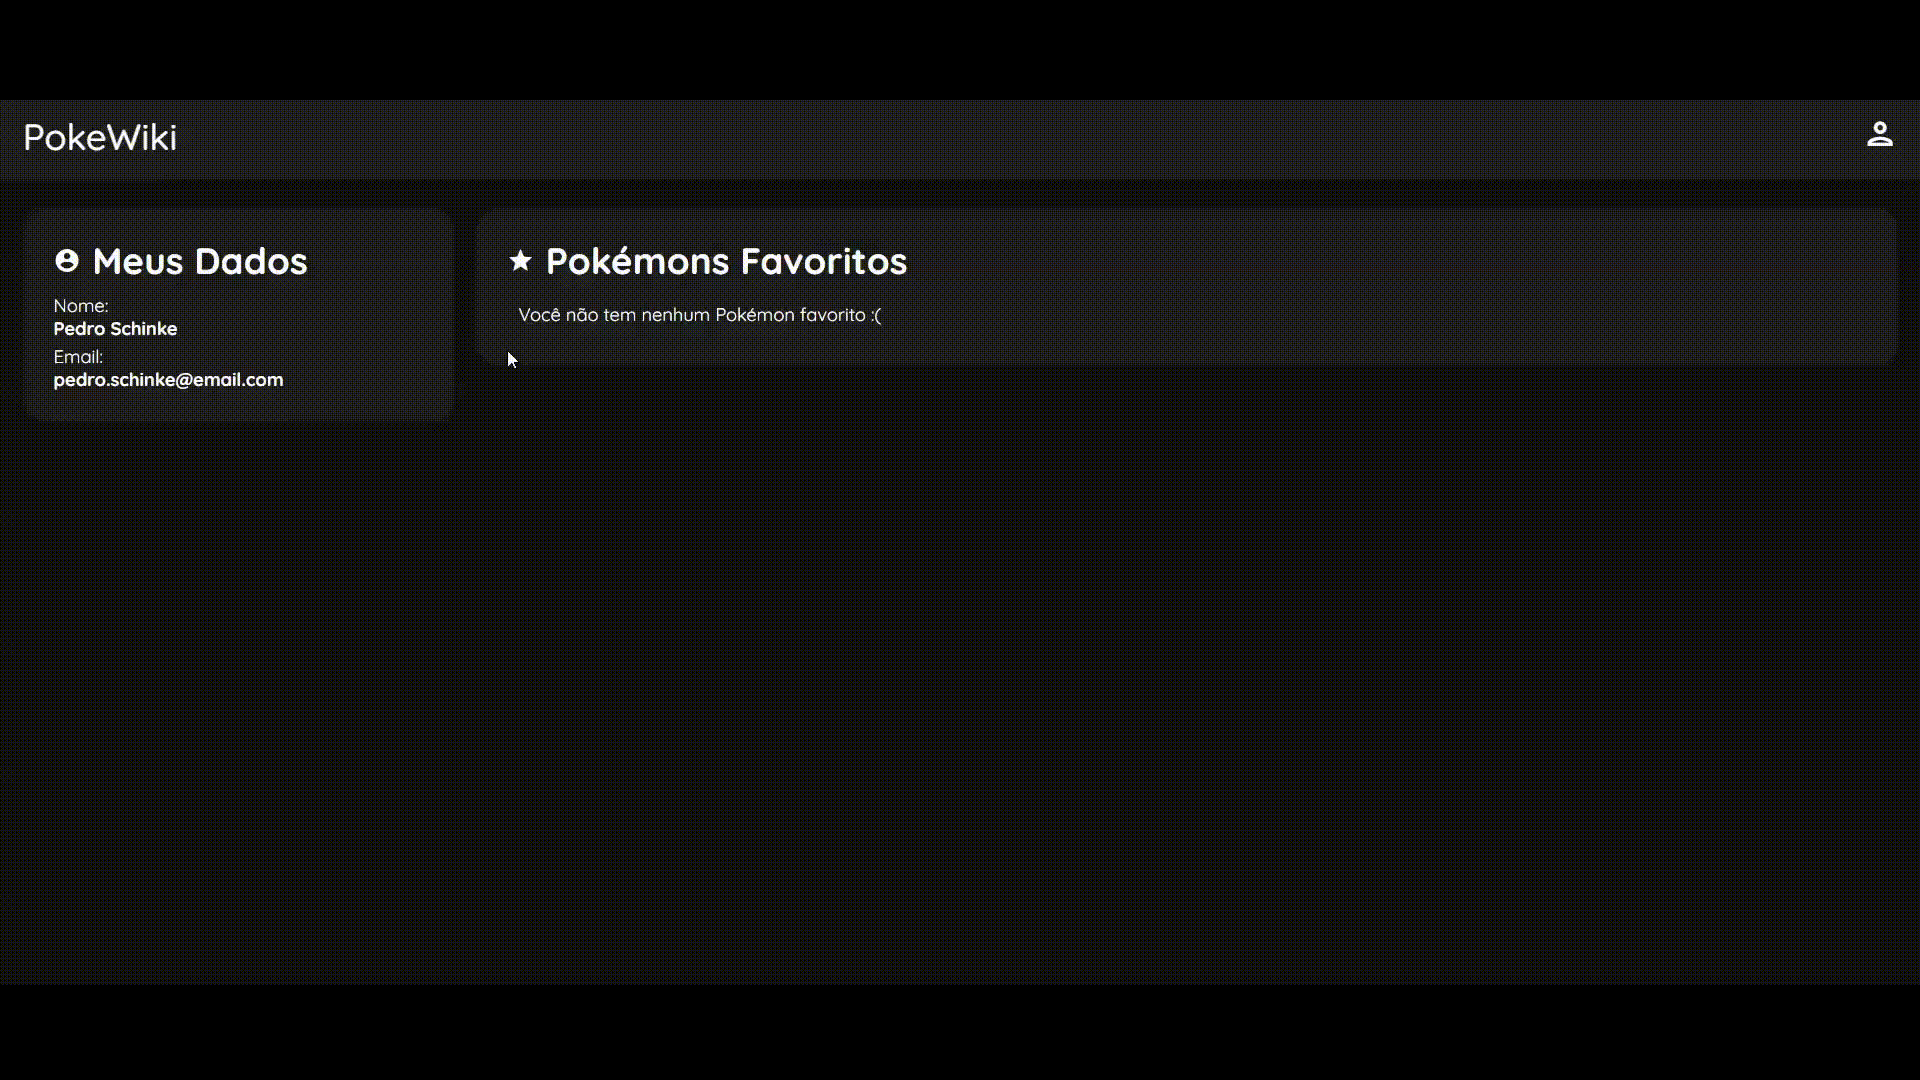 PokeWiki
Meus Dados
Nome:
Pedro Schinke
Email:
pedro.schinke@email.com
Pokémons Favoritos
Você não tem nenhum Pokémon favorito :(